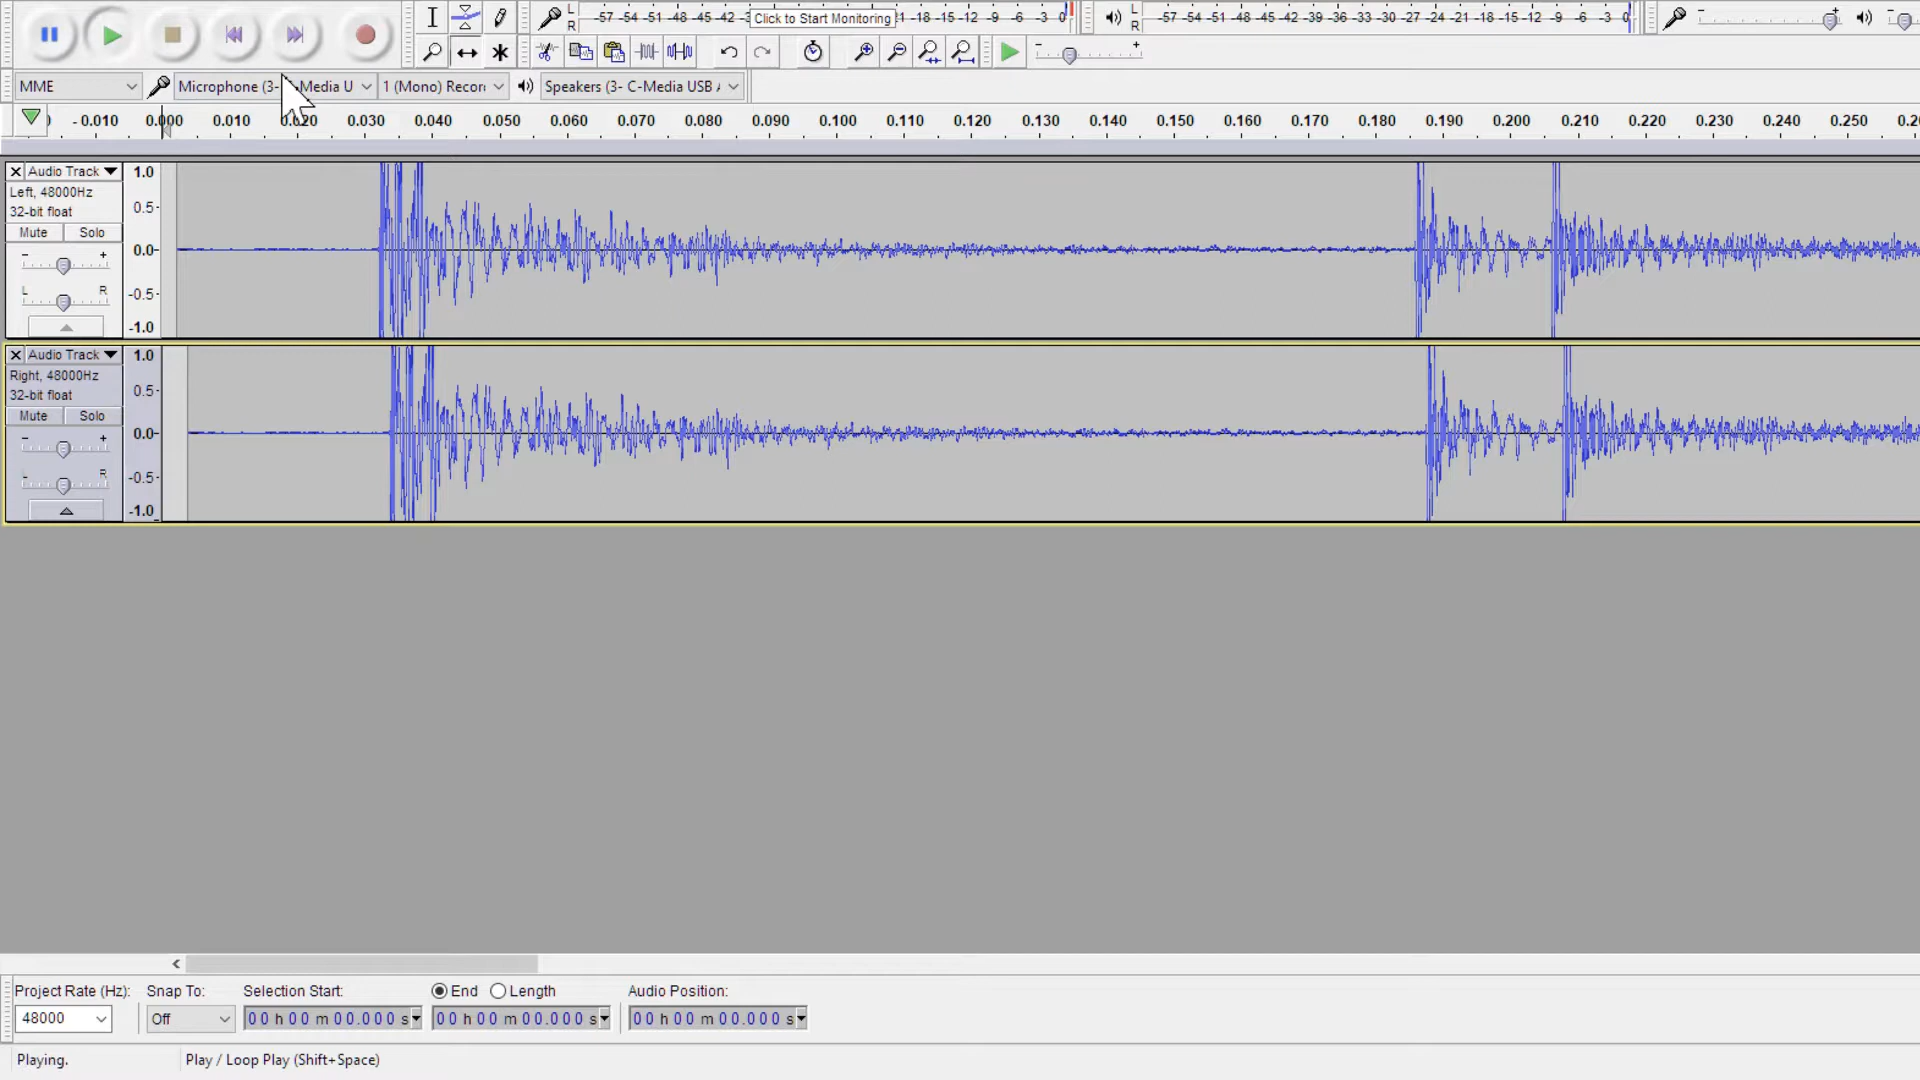 L
R
-57 -54 -51 -48 -45 -42 -3 Click to Start Monitoring 21 -18 -15 -12 -9 -6 -3 0
L
R
-57 -54 -51 -48 -45 -42 -39 -36 -33 -30 -27 -24 -21 -18 -15 -12 -9 -6 -3 0
- +
MME
Microphone (3- Media U
1 (Mono) Recor
Speakers (3- C-Media USB
-0.010 0.000 0.010 0.020 0.030 0.040 0.050 0.060 0.070 0.080 0.090 0.100 0.110 0.120 0.130 0.140 0.150 0.160 0.170 0.180 0.190 0.200 0.210 0.220 0.230 0.240 0.250 0.2
Audio Track
Left, 48000Hz
32-bit float
Mute Solo
- +
L R
1.0
0.5-
0.0-
-0.5-
-1.0
Audio Track
Right, 48000Hz
32-bit float
Mute Solo
- +
L R
1.0
0.5-
0.0-
-0.5-
-1.0
Project Rate (Hz): Snap To: Selection Start: End Length Audio Position:
48000 Off 00 h 00 m 00.000 s 00 h 00 m 00.000 s 00 h 00 m 00.000 s
Playing. Play / Loop Play (Shift+Space)